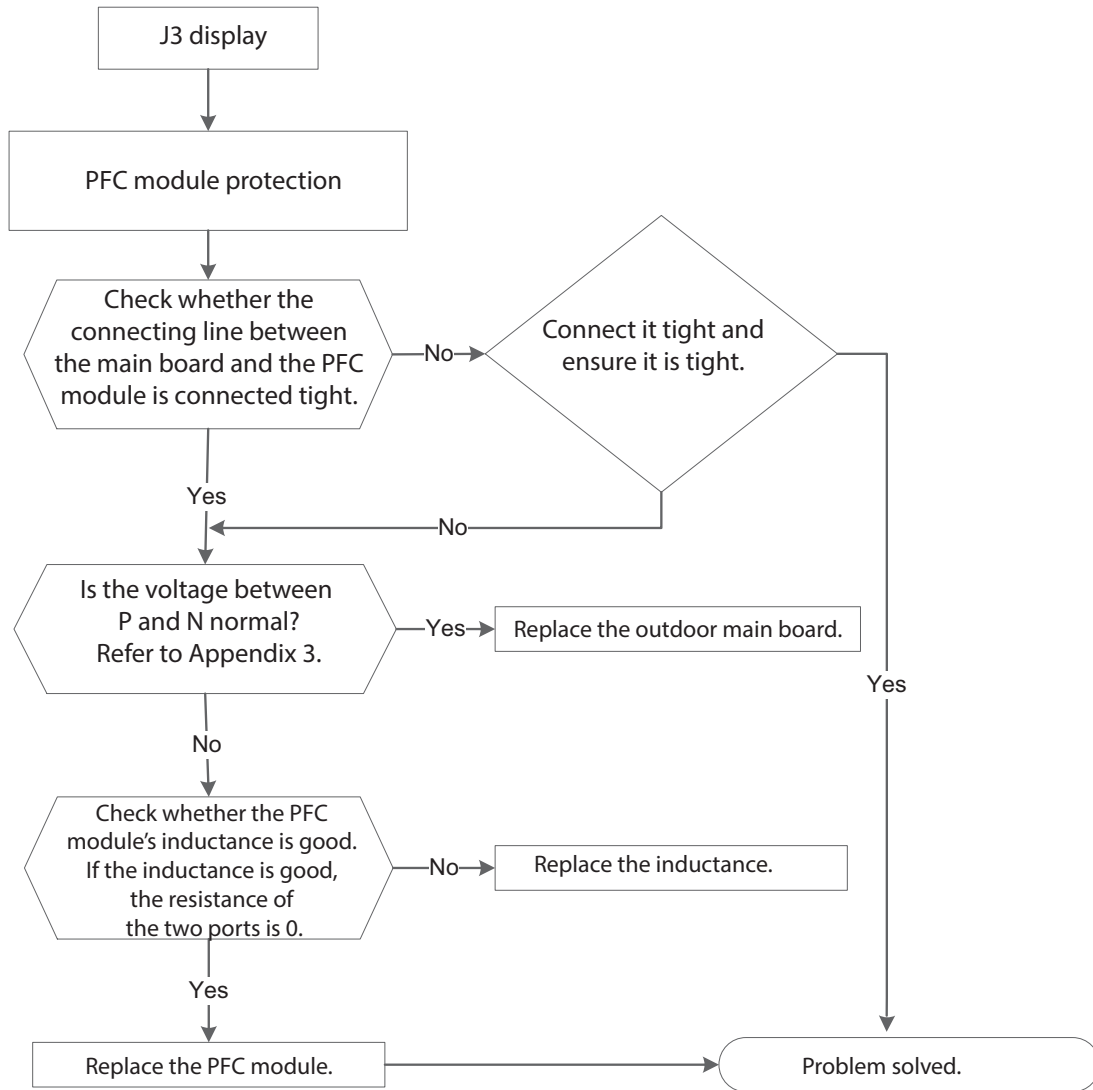 J3 display
PFC module protection
Check whether the
connecting line between
the main board and the PFC
module is connected tight.
No
Connect it tight and
ensure it is tight.
Yes
No
Is the voltage between
P and N normal?
Refer to Appendix 3.
Yes
Replace the outdoor main board.
Yes
No
Check whether the PFC
module’s inductance is good.
If the inductance is good,
the resistance of
the two ports is 0.
No
Replace the inductance.
Yes
Replace the PFC module.
Problem solved.